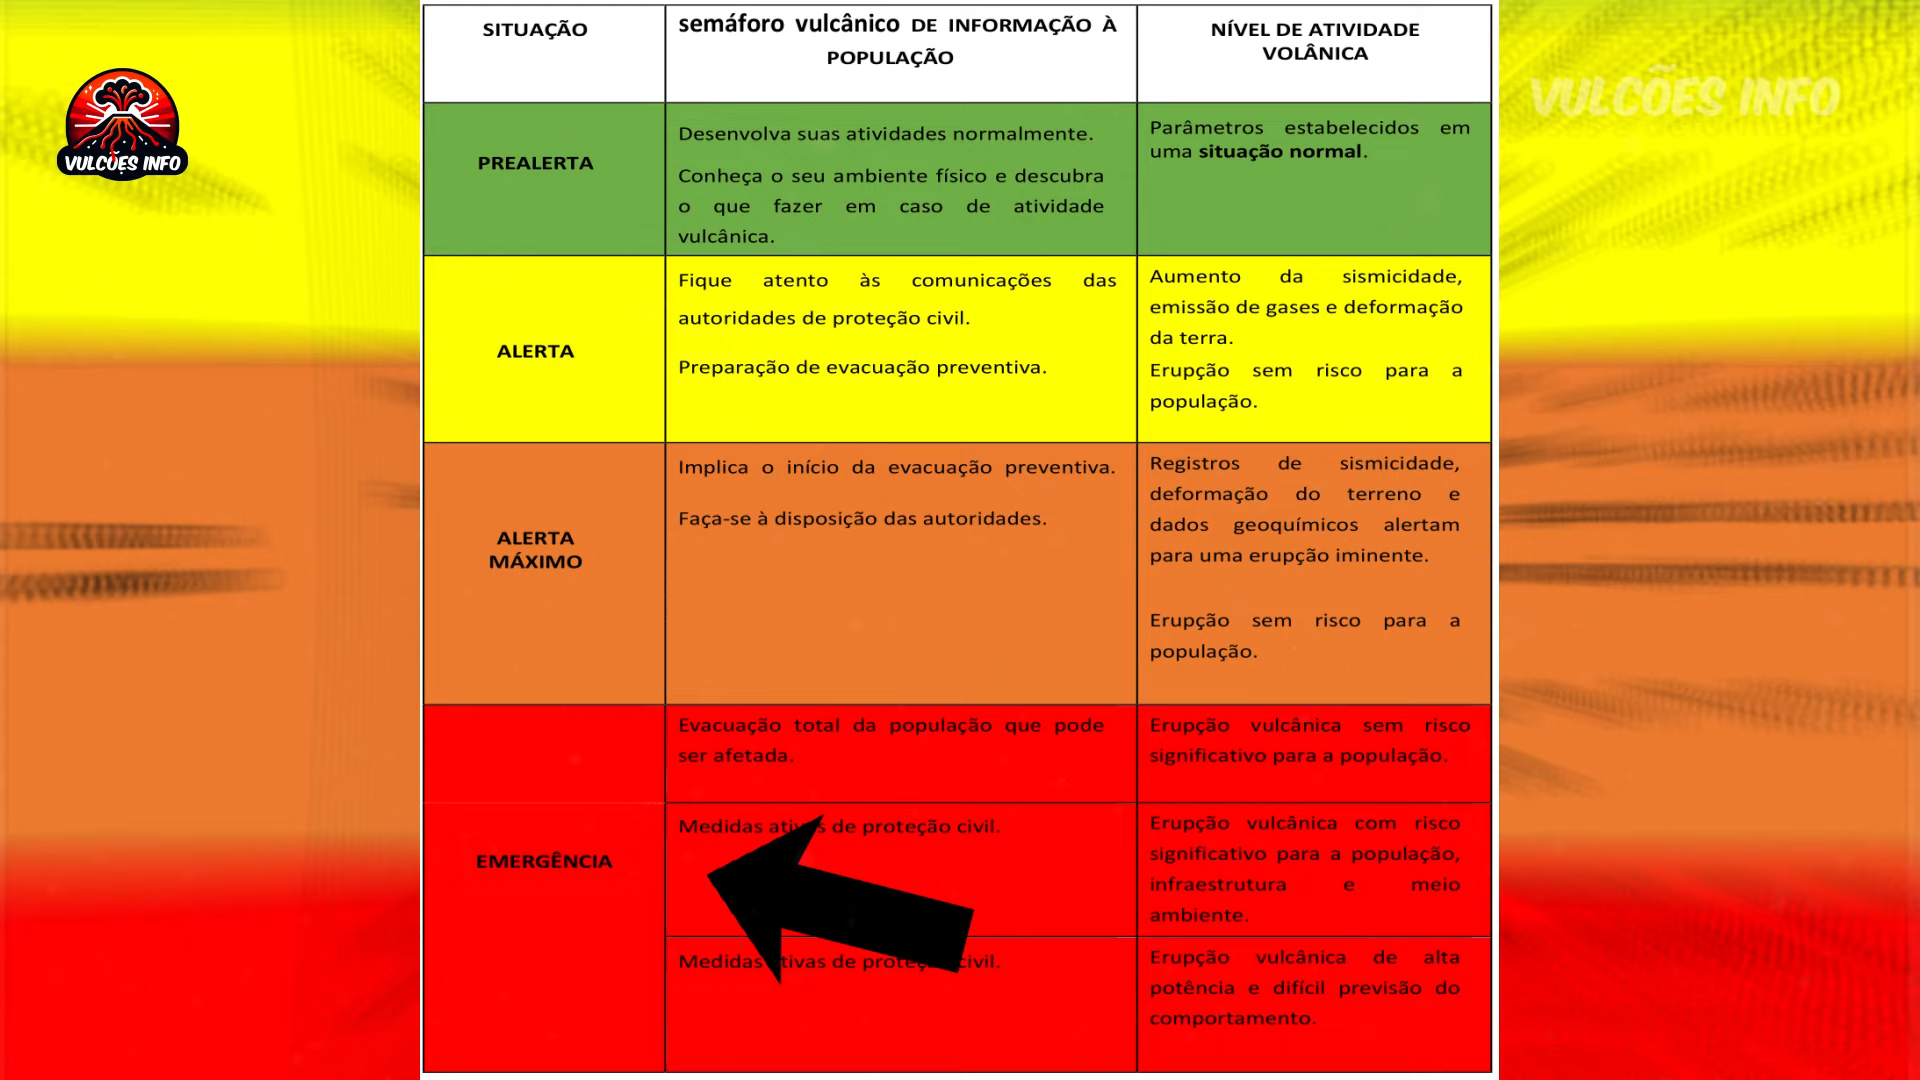 SITUAÇÃO
semáforo vulcânico DE INFORMAÇÃO À
POPULAÇÃO
NÍVEL DE ATIVIDADE
VOLÂNICA
VULCÕES INFO
VULCÕES INFO
PREALERTA
Desenvolva suas atividades normalmente.
Conheça o seu ambiente físico e descubra
o que fazer em caso de atividade
vulcânica.
Parâmetros estabelecidos em
uma situação normal.
ALERTA
Fique atento às comunicações das
autoridades de proteção civil.
Preparação de evacuação preventiva.
Aumento da sismicidade,
emissão de gases e deformação
da terra.
Erupção sem risco para a
população.
ALERTA
MÁXIMO
Implica o início da evacuação preventiva.
Faça-se à disposição das autoridades.
Registros de sismicidade,
deformação do terreno e
dados geoquímicos alertam
para uma erupção iminente.
Erupção sem risco para a
população.
EMERGÊNCIA
Evacuação total da população que pode
ser afetada.
Erupção vulcânica sem risco
significativo para a população.
Medidas ativas de proteção civil.
Erupção vulcânica com risco
significativo para a população,
infraestrutura e meio
ambiente.
Medidas ativas de proteção civil.
Erupção vulcânica de alta
potência e difícil previsão do
comportamento.